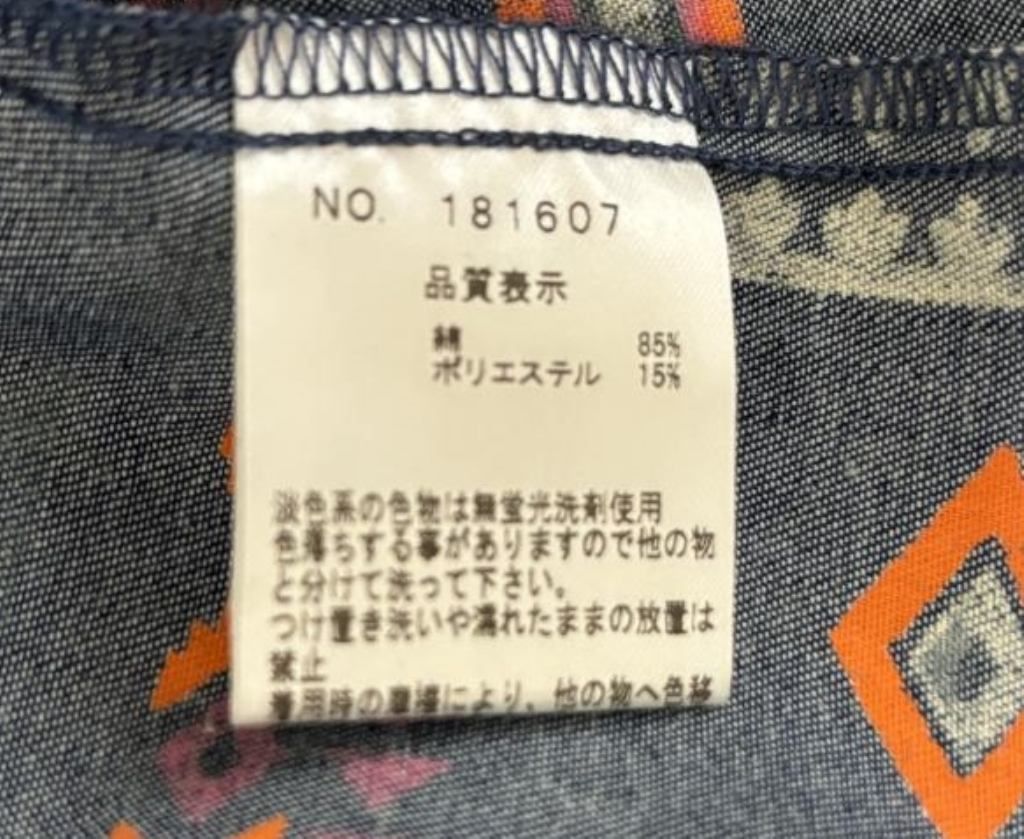 NO. 181607
品質表示
綿 85%
ポリエステル 15%
淡色系の色物は無蛍光洗剤使用
色落ちする事がありますので他の物
と分けて洗って下さい。
つけ置き洗いや濡れたままの放置は
禁止
着用時の摩擦により、他の物へ色移